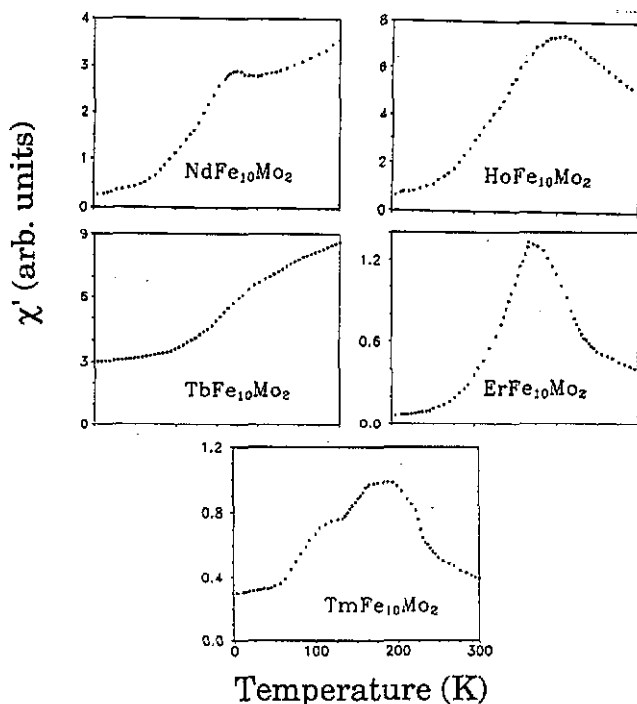 χ' (arb. units)
4
3
2
1
0
NdFe₁₀Mo₂
8
6
4
2
0
HoFe₁₀Mo₂
9
6
3
0
TbFe₁₀Mo₂
1.2
0.6
0.0
ErFe₁₀Mo₂
1.2
0.8
0.4
0.0
TmFe₁₀Mo₂
0 100 200 300
Temperature (K)